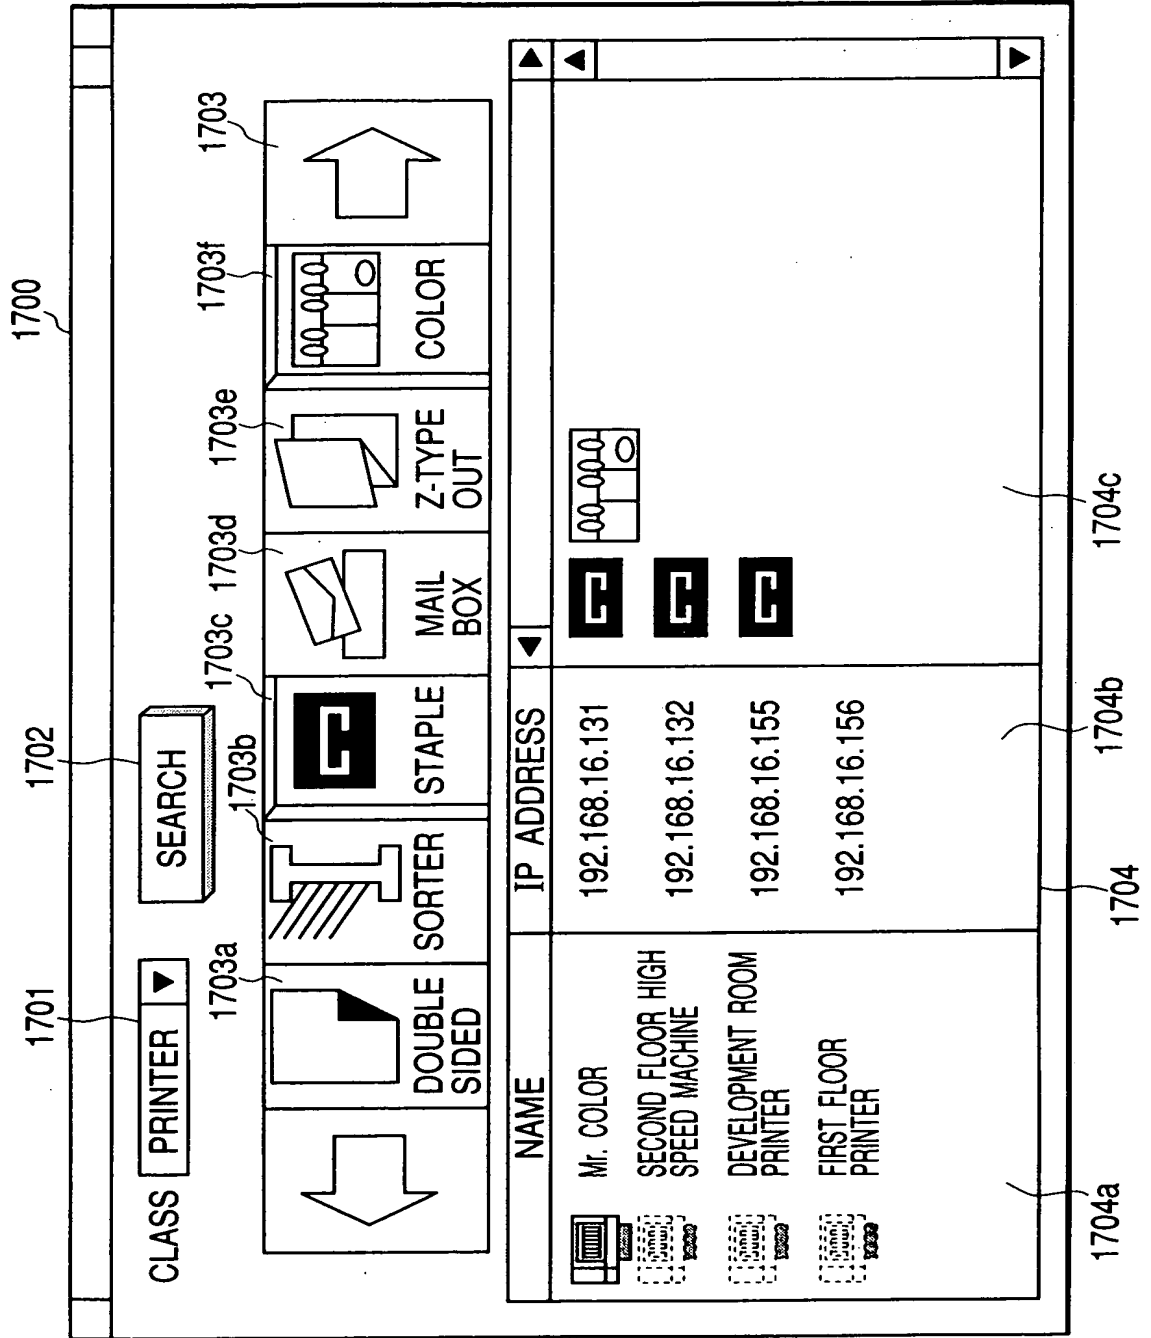 1700
1701
1702
CLASS
PRINTER
SEARCH
1703a
1703b
1703c
1703d
1703e
1703f
1703
DOUBLE
SIDED
SORTER
STAPLE
MAIL
BOX
Z-TYPE
OUT
COLOR
NAME
IP ADDRESS
Mr. COLOR
192.168.16.131
SECOND FLOOR HIGH
SPEED MACHINE
192.168.16.132
DEVELOPMENT ROOM
PRINTER
192.168.16.155
FIRST FLOOR
PRINTER
192.168.16.156
1704a
1704
1704b
1704c